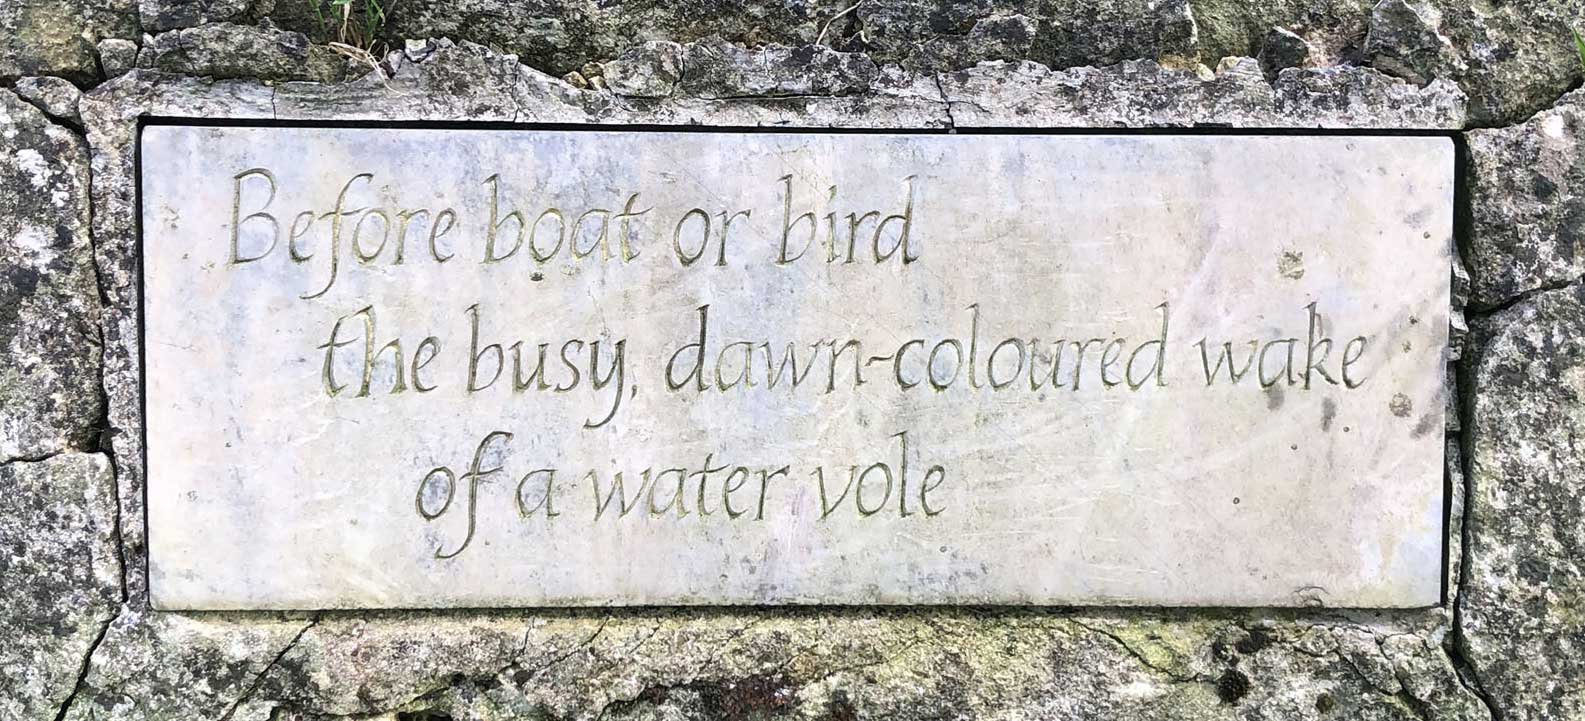 Before boat or bird
the busy, dawn-coloured wake
of a water vole